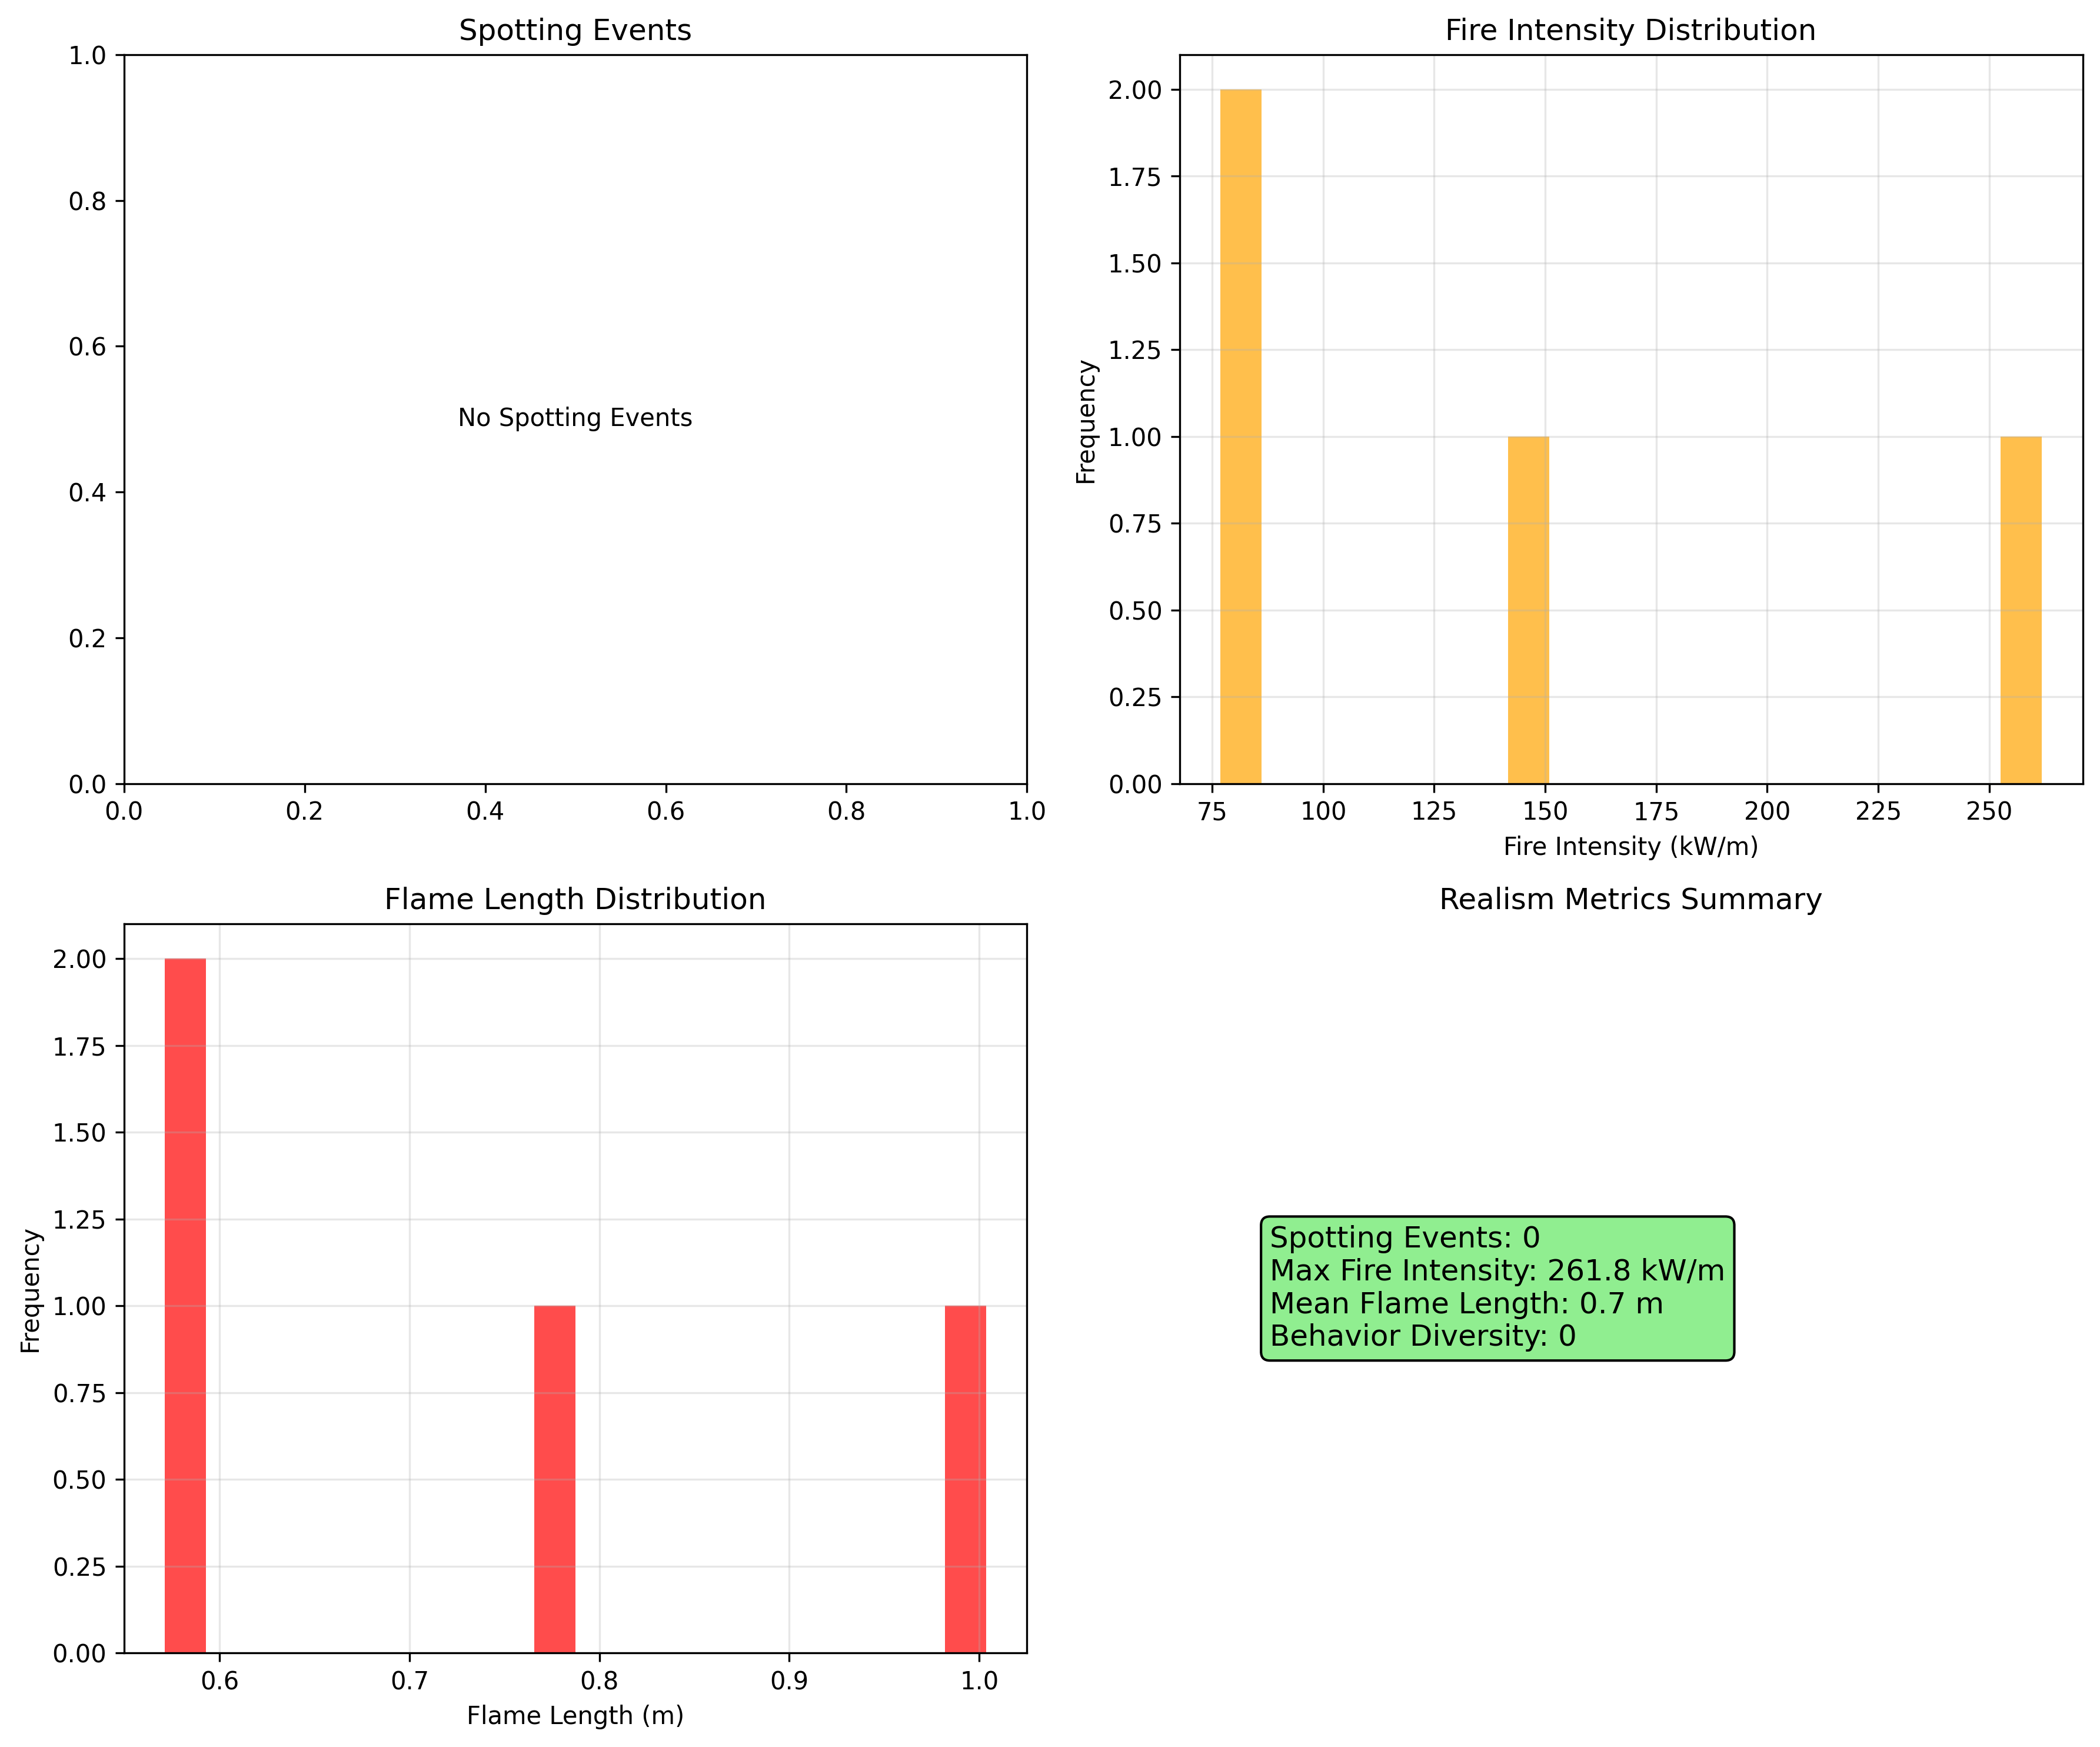 Spotting Events
1.0
0.8
0.6
0.4
0.2
0.0
No Spotting Events
0.0 0.2 0.4 0.6 0.8 1.0
Fire Intensity Distribution
Frequency
2.00
1.75
1.50
1.25
1.00
0.75
0.50
0.25
0.00
75 100 125 150 175 200 225 250
Fire Intensity (kW/m)
Flame Length Distribution
Frequency
2.00
1.75
1.50
1.25
1.00
0.75
0.50
0.25
0.00
0.6 0.7 0.8 0.9 1.0
Flame Length (m)
Realism Metrics Summary
Spotting Events: 0
Max Fire Intensity: 261.8 kW/m
Mean Flame Length: 0.7 m
Behavior Diversity: 0